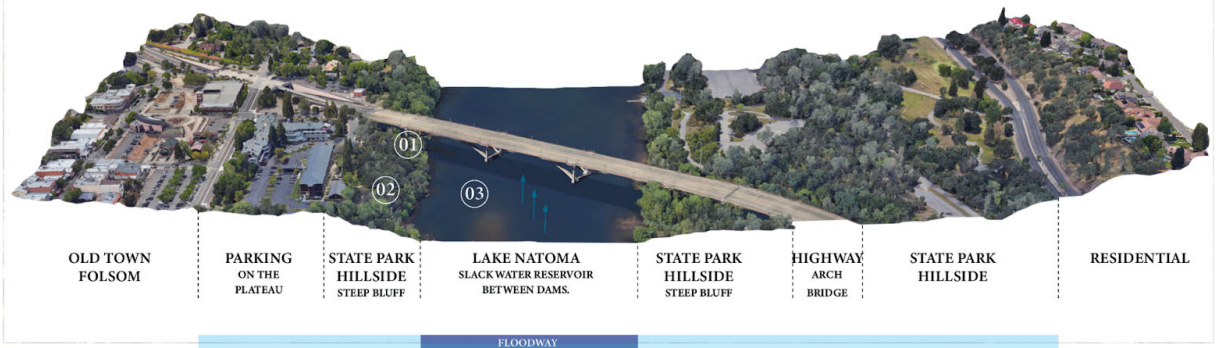 01
02
03
OLD TOWN
FOLSOM
PARKING
ON THE
PLATEAU
STATE PARK
HILLSIDE
STEEP BLUFF
LAKE NATOMA
SLACK WATER RESERVOIR
BETWEEN DAMS.
STATE PARK
HILLSIDE
STEEP BLUFF
HIGHWAY
ARCH
BRIDGE
STATE PARK
HILLSIDE
RESIDENTIAL
FLOODWAY